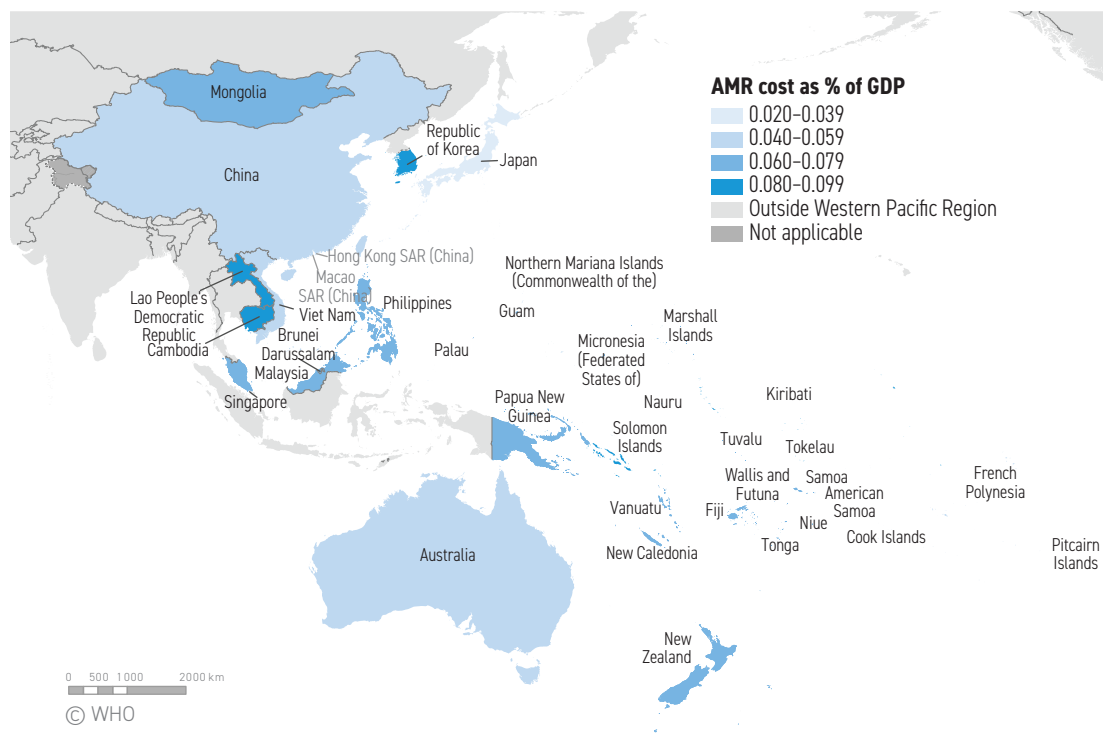 AMR cost as % of GDP
0.020–0.039
0.040–0.059
0.060–0.079
0.080–0.099
Outside Western Pacific Region
Not applicable
Mongolia
Republic
of Korea
Japan
China
Hong Kong SAR (China)
Macao
SAR (China)
Lao People's
Democratic
Republic
Cambodia
Viet Nam
Philippines
Brunei
Darussalam
Malaysia
Singapore
Northern Mariana Islands
(Commonwealth of the)
Guam
Palau
Marshall
Islands
Micronesia
(Federated
States of)
Papua New
Guinea
Nauru
Kiribati
Solomon
Islands
Tuvalu
Tokelau
Wallis and
Futuna
Samoa
American
Samoa
French
Polynesia
Vanuatu
Fiji
Niue
Cook Islands
New Caledonia
Tonga
Pitcairn
Islands
Australia
New
Zealand
0 500 1000 2000 km
© WHO